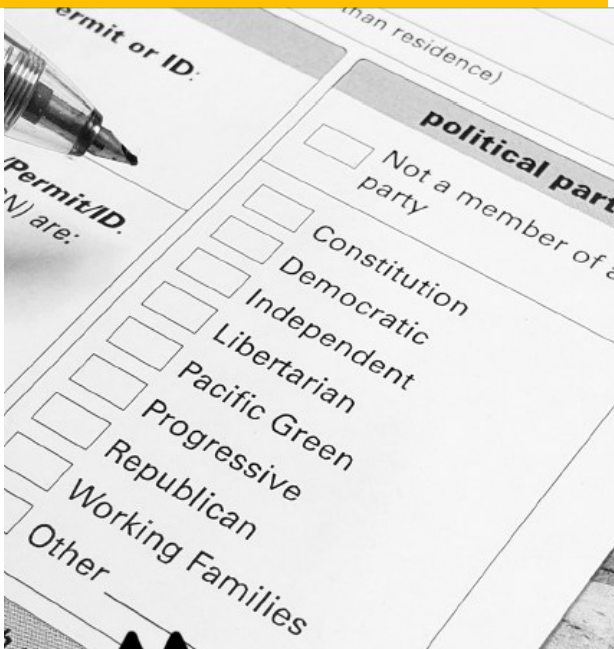 ermit or ID:
/Permit/ID.
N) are:
than residence)
political part
Not a member of a
party
Constitution
Democratic
Independent
Libertarian
Pacific Green
Progressive
Republican
Working Families
Other